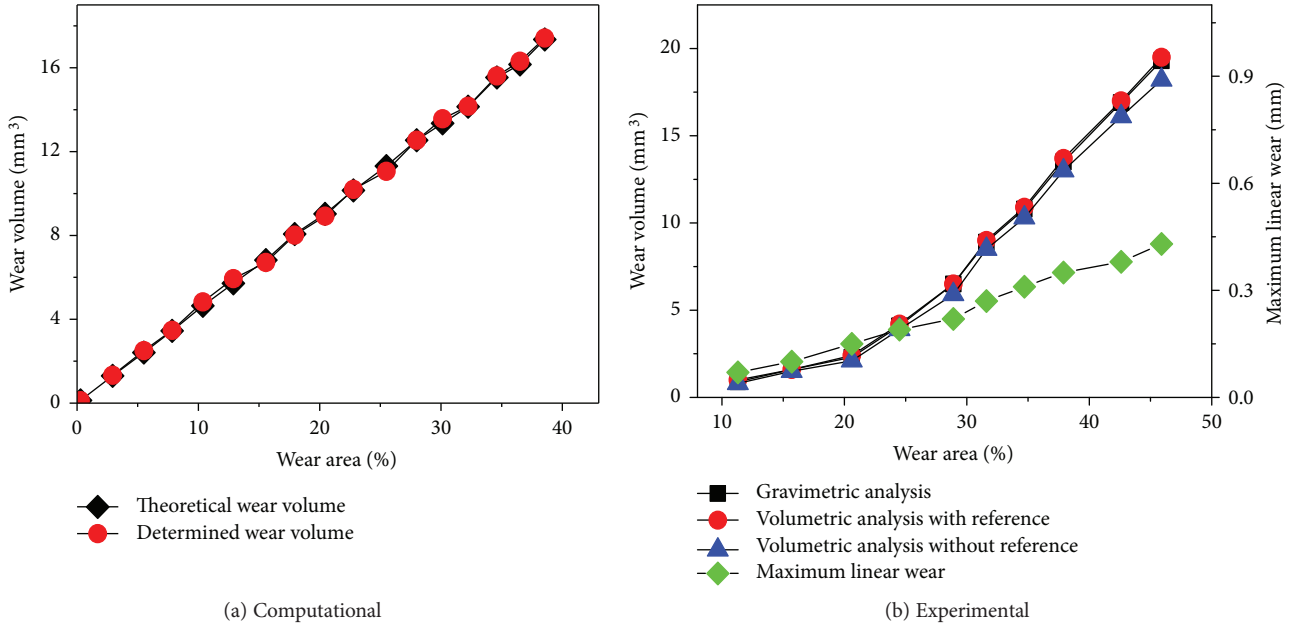 16
12
8
4
0
Wear volume (mm³)
0 10 20 30 40
Wear area (%)
Theoretical wear volume
Determined wear volume
(a) Computational
20
15
10
5
0
Wear volume (mm³)
0.9
0.6
0.3
0.0
Maximum linear wear (mm)
10 20 30 40 50
Wear area (%)
Gravimetric analysis
Volumetric analysis with reference
Volumetric analysis without reference
Maximum linear wear
(b) Experimental